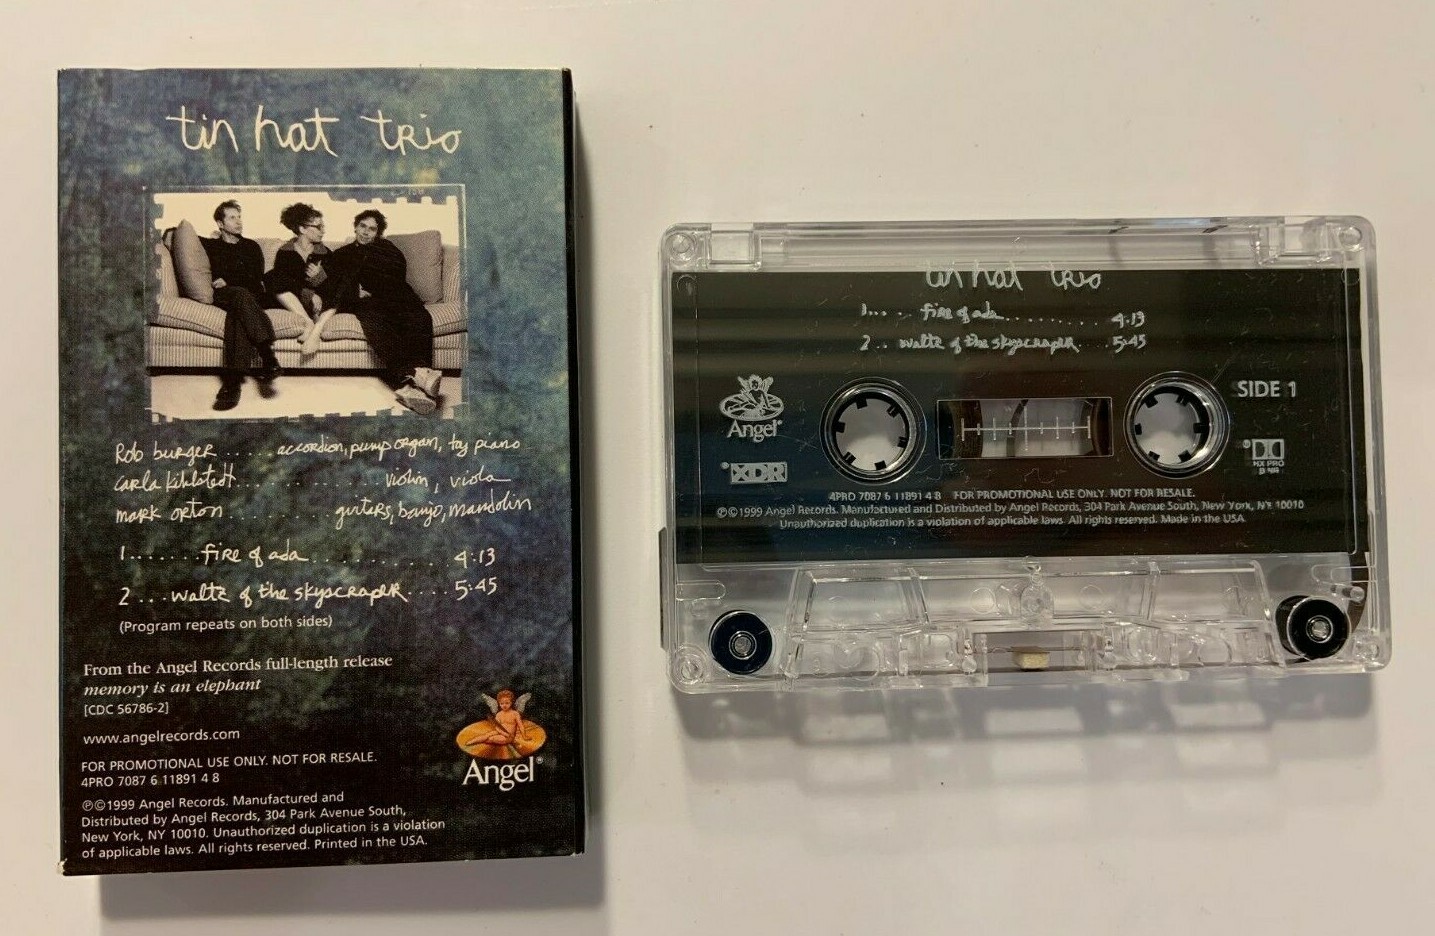 tin hat trio
Rob burger ..... accordion, pump organ, toy piano
carla kihlstedt ............... violin, viola
mark orton ........... guitars, banjo, mandolin
1.......fire of ada.......... 4:13
2...waltz of the skyscraper.... 5:45
(Program repeats on both sides)
From the Angel Records full-length release
memory is an elephant
[CDC 56786-2]
www.angelrecords.com
FOR PROMOTIONAL USE ONLY. NOT FOR RESALE.
4PRO 7087 6 11891 4 8
Angel®
℗©1999 Angel Records. Manufactured and
Distributed by Angel Records, 304 Park Avenue South,
New York, NY 10010. Unauthorized duplication is a violation
of applicable laws. All rights reserved. Printed in the USA.
tin hat trio
1.... fire of ada......... 4:13
2.. waltz of the skyscraper.... 5:45
SIDE 1
Angel®
XDR
HX PRO
B NR
4PRO 7087 6 11891 4 8 FOR PROMOTIONAL USE ONLY. NOT FOR RESALE.
℗©1999 Angel Records. Manufactured and Distributed by Angel Records, 304 Park Avenue South, New York, NY 10010
Unauthorized duplication is a violation of applicable laws. All rights reserved. Made in the USA